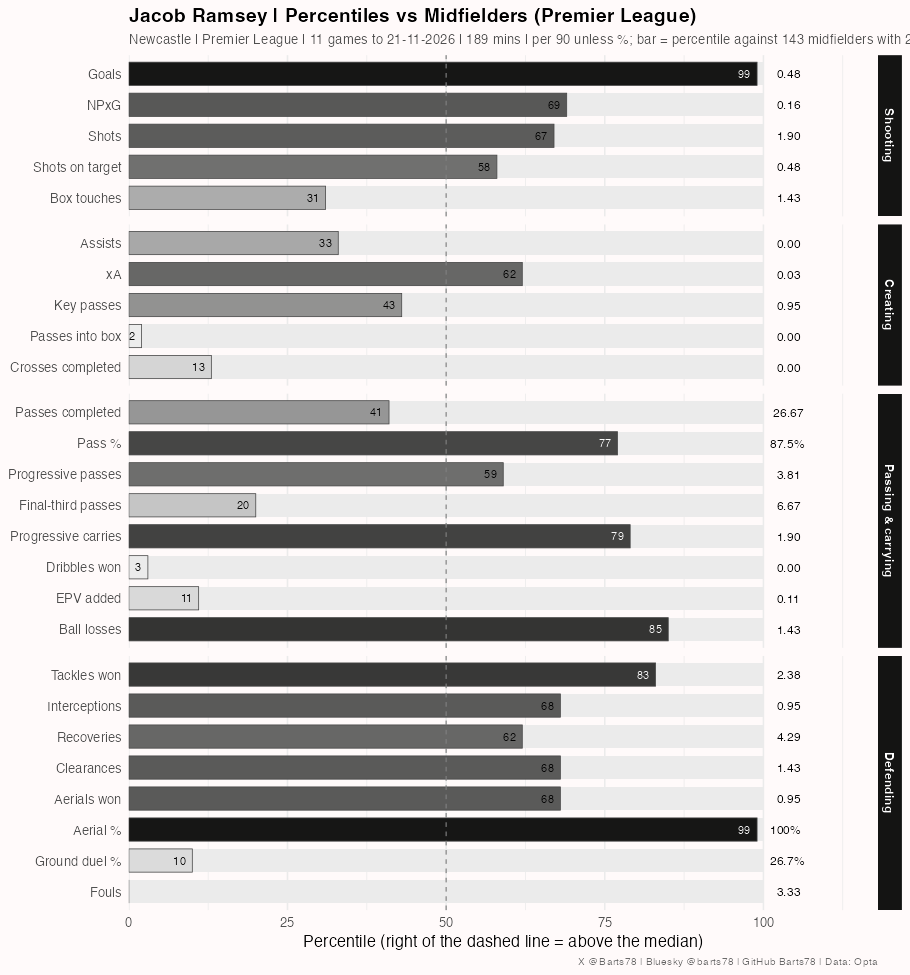 Jacob Ramsey | Percentiles vs Midfielders (Premier League)
Newcastle | Premier League | 11 games to 21-11-2026 | 189 mins | per 90 unless %; bar = percentile against 143 midfielders with 2
Shooting
Goals 99 0.48
NPxG 69 0.16
Shots 67 1.90
Shots on target 58 0.48
Box touches 31 1.43
Creating
Assists 33 0.00
xA 62 0.03
Key passes 43 0.95
Passes into box 2 0.00
Crosses completed 13 0.00
Passing & carrying
Passes completed 41 26.67
Pass % 77 87.5%
Progressive passes 59 3.81
Final-third passes 20 6.67
Progressive carries 79 1.90
Dribbles won 3 0.00
EPV added 11 0.11
Ball losses 85 1.43
Defending
Tackles won 83 2.38
Interceptions 68 0.95
Recoveries 62 4.29
Clearances 68 1.43
Aerials won 68 0.95
Aerial % 99 100%
Ground duel % 10 26.7%
Fouls 3.33
0 25 50 75 100
Percentile (right of the dashed line = above the median)
X @Barts78 | Bluesky @barts78 | GitHub Barts78 | Data: Opta